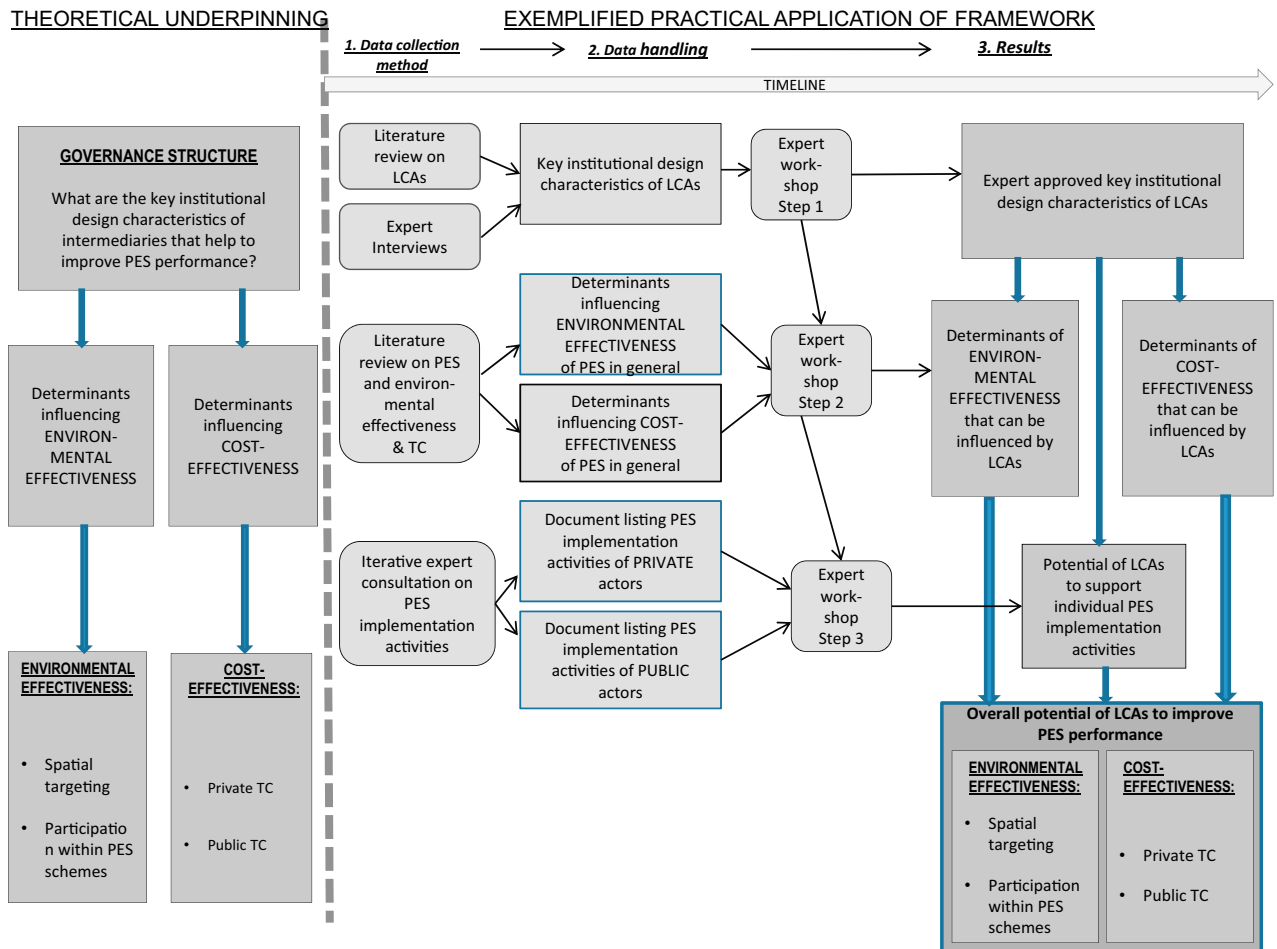 THEORETICAL UNDERPINNING
EXEMPLIFIED PRACTICAL APPLICATION OF FRAMEWORK
1. Data collection
method
2. Data handling
3. Results
TIMELINE
GOVERNANCE STRUCTURE
What are the key institutional
design characteristics of
intermediaries that help to
improve PES performance?
Determinants
influencing
ENVIRON-
MENTAL
EFFECTIVENESS
Determinants
influencing
COST-
EFFECTIVENESS
ENVIRONMENTAL
EFFECTIVENESS:
• Spatial
targeting
• Participatio
n within PES
schemes
COST-
EFFECTIVENESS:
• Private TC
• Public TC
Literature
review on
LCAs
Expert
Interviews
Key institutional design
characteristics of LCAs
Expert
work-
shop
Step 1
Expert approved key institutional
design characteristics of LCAs
Literature
review on PES
and environ-
mental
effectiveness
& TC
Determinants
influencing
ENVIRONMENTAL
EFFECTIVENESS
of PES in general
Determinants
influencing COST-
EFFECTIVENESS
of PES in general
Expert
work-
shop
Step 2
Determinants of
ENVIRON-
MENTAL
EFFECTIVENESS
that can be
influenced by
LCAs
Determinants of
COST-
EFFECTIVENESS
that can be
influenced by
LCAs
Iterative expert
consultation on
PES
implementation
activities
Document listing PES
implementation
activities of PRIVATE
actors
Document listing PES
implementation
activities of PUBLIC
actors
Expert
work-
shop
Step 3
Potential of LCAs
to support
individual PES
implementation
activities
Overall potential of LCAs to improve
PES performance
ENVIRONMENTAL
EFFECTIVENESS:
• Spatial
targeting
• Participation
within PES
schemes
COST-
EFFECTIVENESS:
• Private TC
• Public TC